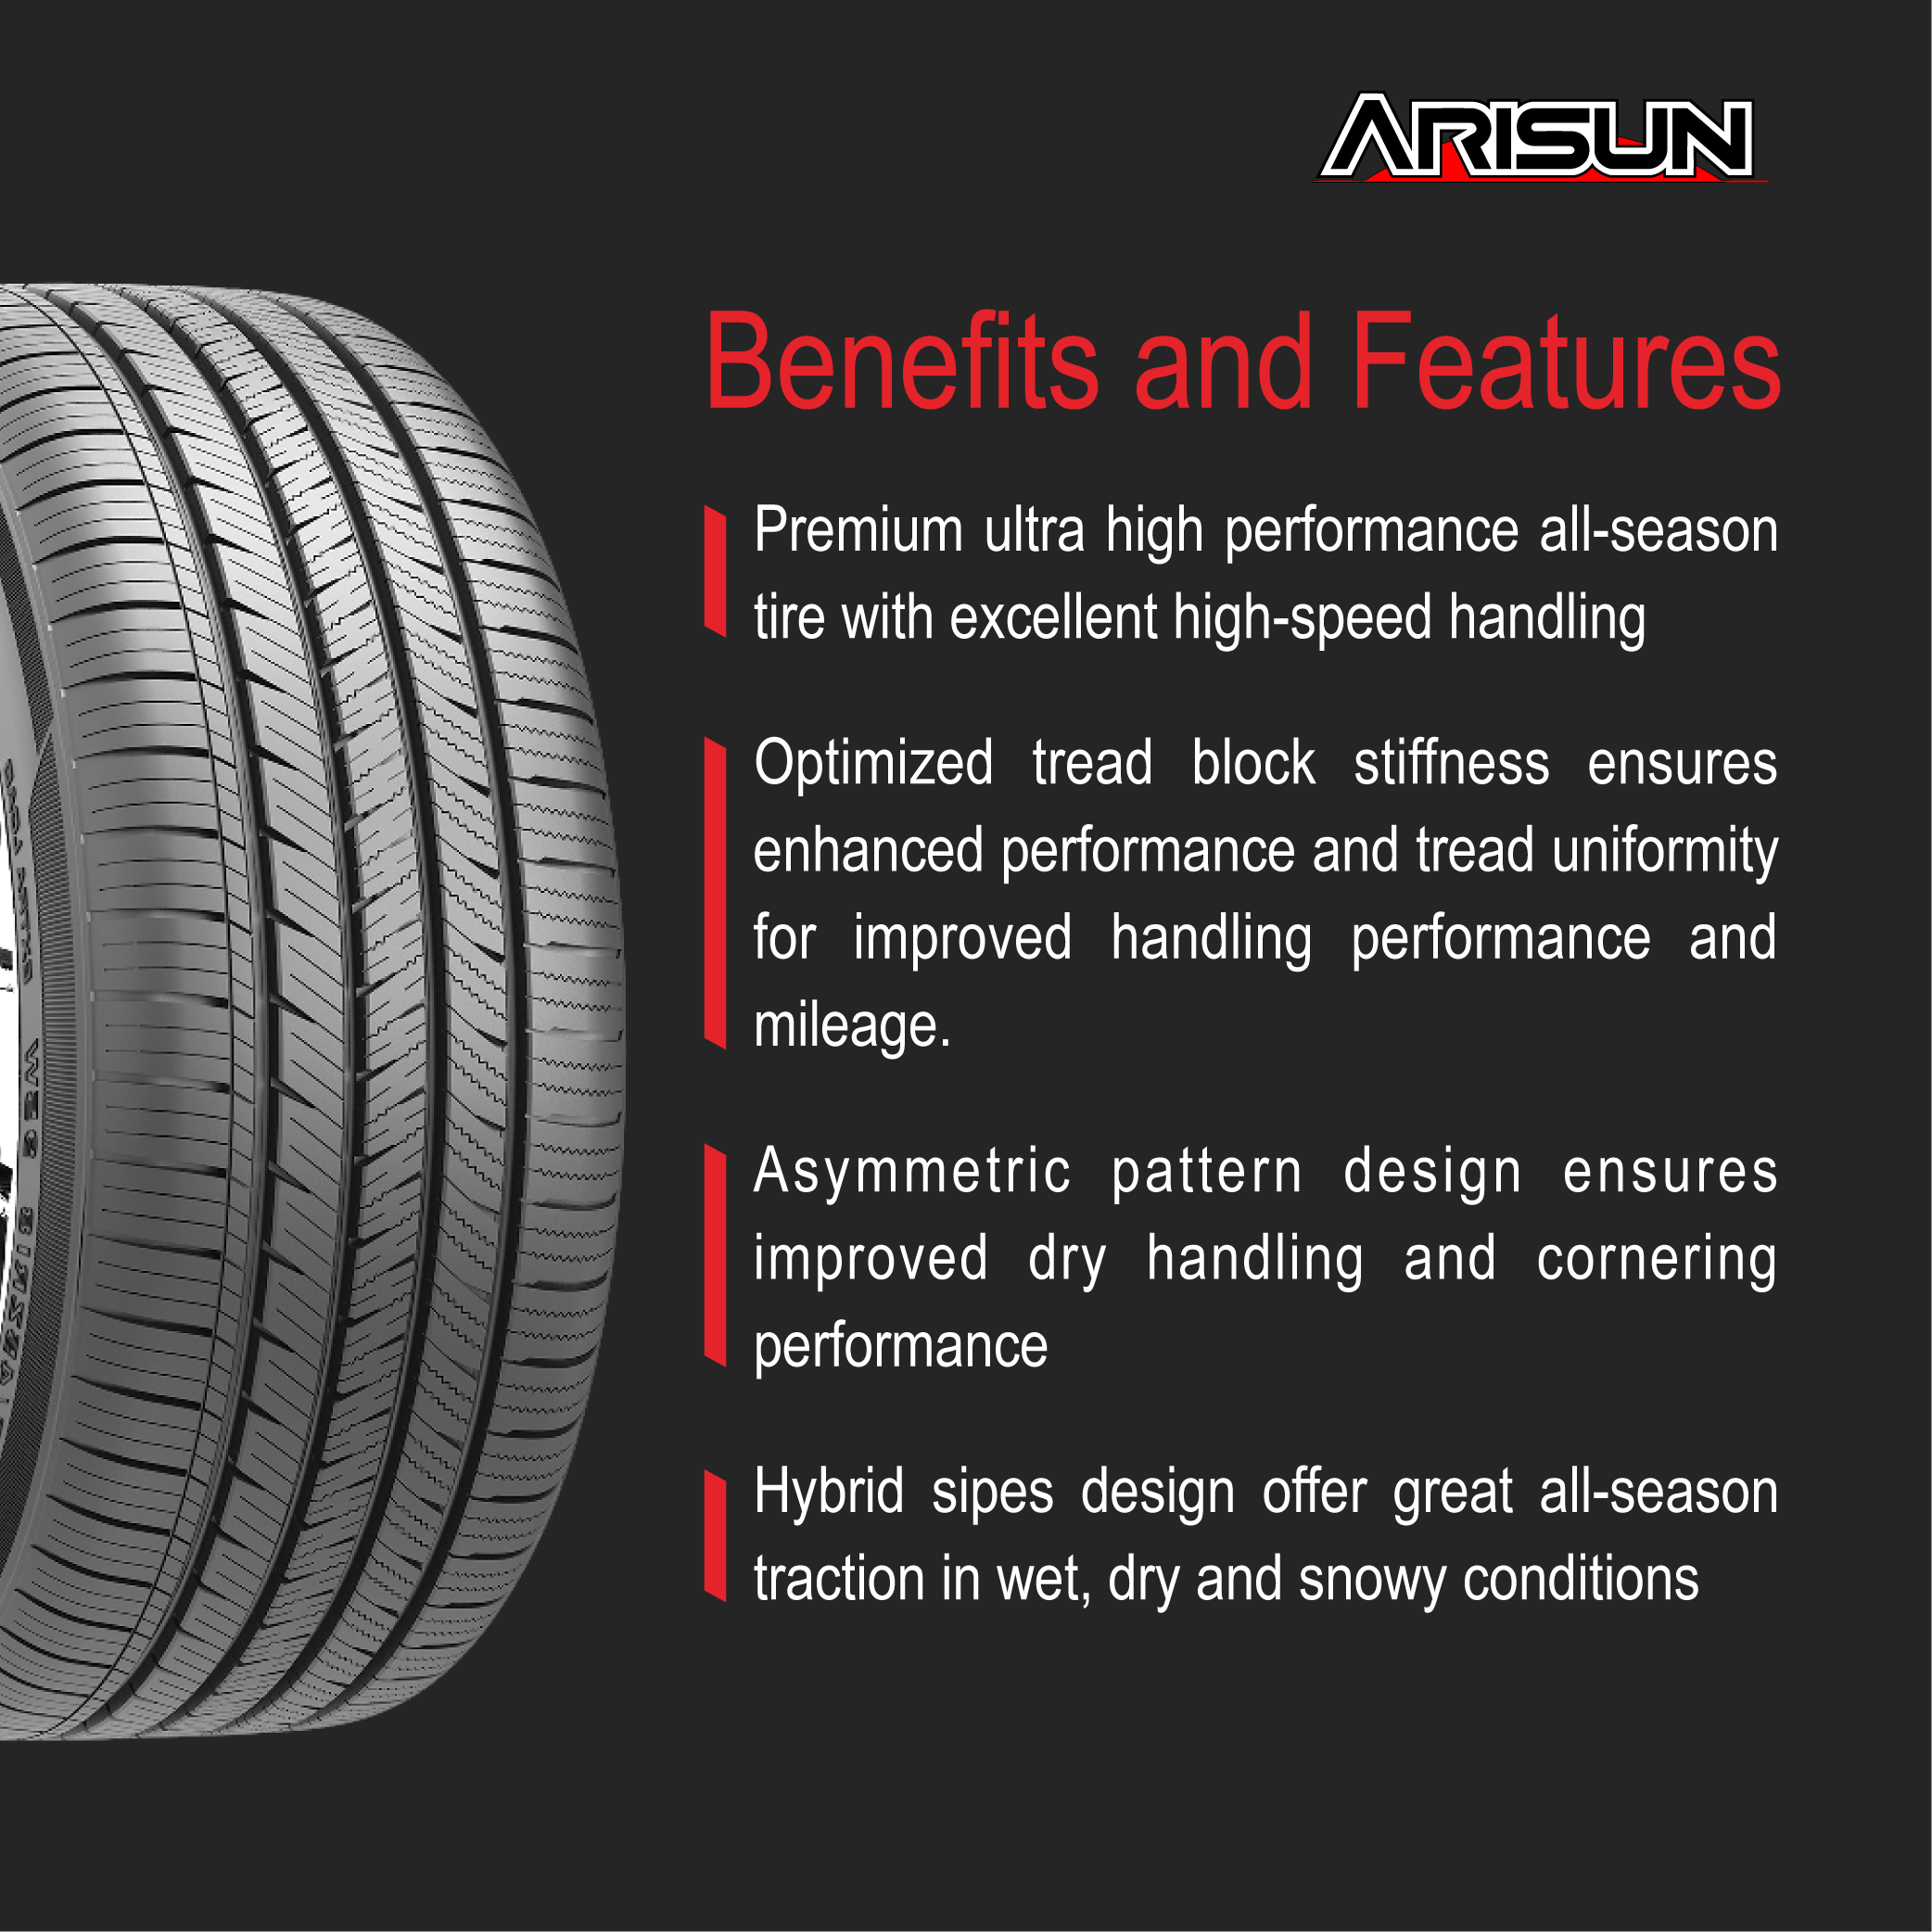 ARISUN
Benefits and Features
Premium ultra high performance all-season
tire with excellent high-speed handling
Optimized tread block stiffness ensures
enhanced performance and tread uniformity
for improved handling performance and
mileage.
Asymmetric pattern design ensures
improved dry handling and cornering
performance
Hybrid sipes design offer great all-season
traction in wet, dry and snowy conditions